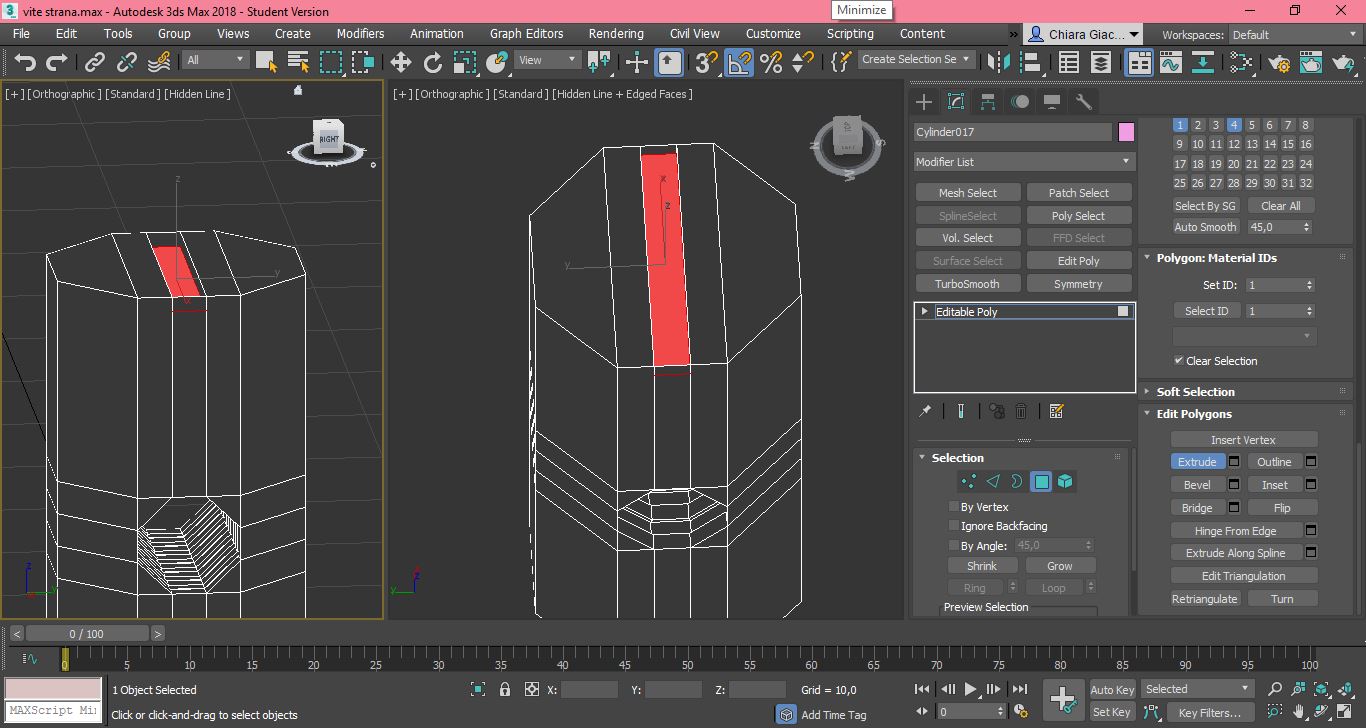 3 vite strana.max - Autodesk 3ds Max 2018 - Student Version
Minimize
File Edit Tools Group Views Create Modifiers Animation Graph Editors Rendering Civil View Customize Scripting Content » Chiara Giac... Workspaces: Default
All View Create Selection Se
[+] [Orthographic] [Standard] [Hidden Line]
RIGHT
z
y
x
z
y
[+] [Orthographic] [Standard] [Hidden Line + Edged Faces]
N S W
x
z
y
z
y
Cylinder017
Modifier List
Mesh Select Patch Select
SplineSelect Poly Select
Vol. Select FFD Select
Surface Select Edit Poly
TurboSmooth Symmetry
Editable Poly
Selection
By Vertex
Ignore Backfacing
By Angle: 45,0
Shrink Grow
Ring Loop
Preview Selection
1 2 3 4 5 6 7 8
9 10 11 12 13 14 15 16
17 18 19 20 21 22 23 24
25 26 27 28 29 30 31 32
Select By SG Clear All
Auto Smooth 45,0
Polygon: Material IDs
Set ID: 1
Select ID 1
Clear Selection
Soft Selection
Edit Polygons
Insert Vertex
Extrude Outline
Bevel Inset
Bridge Flip
Hinge From Edge
Extrude Along Spline
Edit Triangulation
Retriangulate Turn
< 0 / 100 >
0 5 10 15 20 25 30 35 40 45 50 55 60 65 70 75 80 85 90 95 100
1 Object Selected X: Y: Z: Grid = 10,0 Auto Key Selected
MAXScript Mi Click or click-and-drag to select objects Add Time Tag 0 Set Key Key Filters...